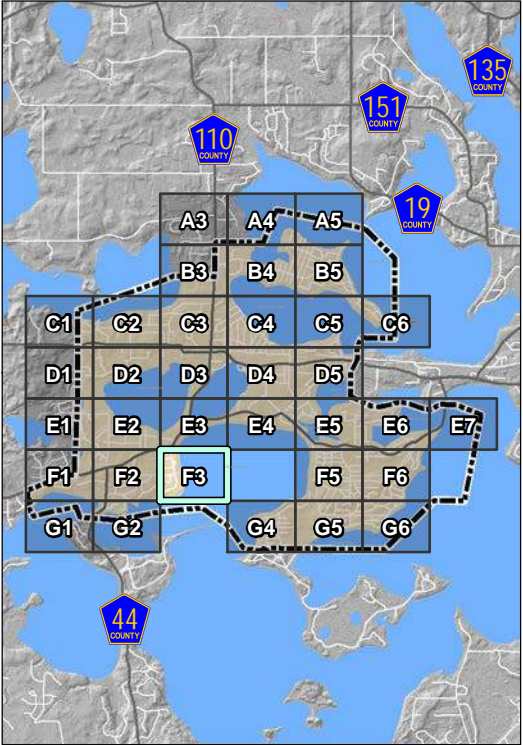 135
COUNTY
151
COUNTY
110
COUNTY
19
COUNTY
A3 A4 A5
B3 B4 B5
C1 C2 C3 C4 C5 C6
D1 D2 D3 D4 D5
E1 E2 E3 E4 E5 E6 E7
F1 F2 F3 F5 F6
G1 G2 G4 G5 G6
44
COUNTY